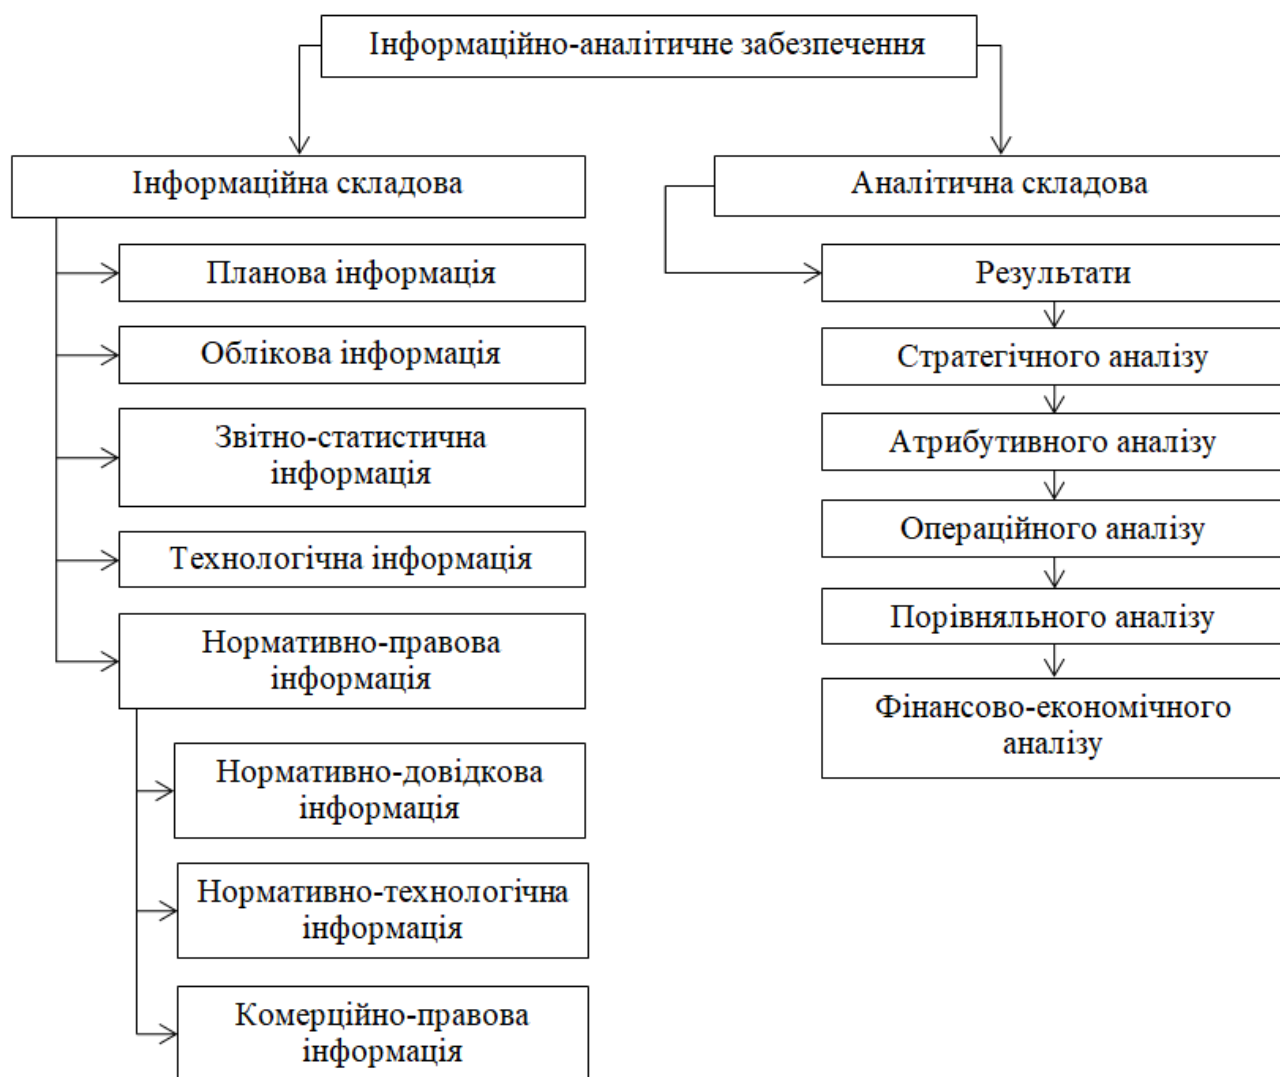 Інформаційно-аналітичне забезпечення
Інформаційна складова
Планова інформація
Облікова інформація
Звітно-статистична
інформація
Технологічна інформація
Нормативно-правова
інформація
Нормативно-довідкова
інформація
Нормативно-технологічна
інформація
Комерційно-правова
інформація
Аналітична складова
Результати
Стратегічного аналізу
Атрибутивного аналізу
Операційного аналізу
Порівняльного аналізу
Фінансово-економічного
аналізу